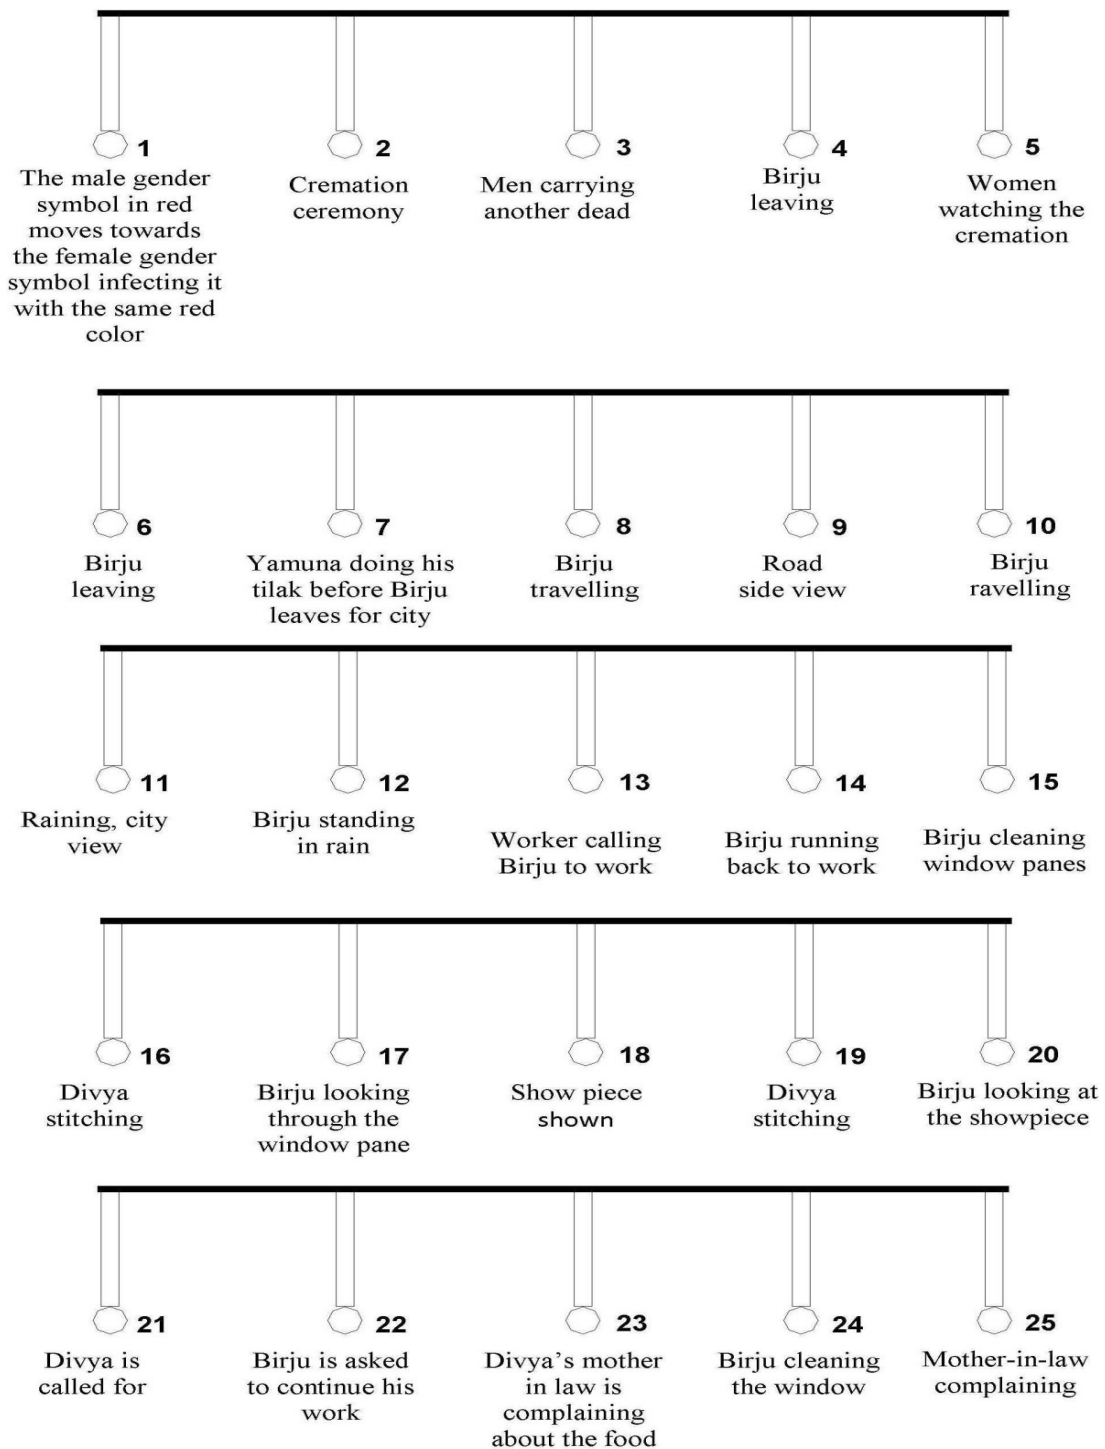 1
The male gender
symbol in red
moves towards
the female gender
symbol infecting it
with the same red
color
2
Cremation
ceremony
3
Men carrying
another dead
4
Birju
leaving
5
Women
watching the
cremation
6
Birju
leaving
7
Yamuna doing his
tilak before Birju
leaves for city
8
Birju
travelling
9
Road
side view
10
Birju
ravelling
11
Raining, city
view
12
Birju standing
in rain
13
Worker calling
Birju to work
14
Birju running
back to work
15
Birju cleaning
window panes
16
Divya
stitching
17
Birju looking
through the
window pane
18
Show piece
shown
19
Divya
stitching
20
Birju looking at
the showpiece
21
Divya is
called for
22
Birju is asked
to continue his
work
23
Divya's mother
in law is
complaining
about the food
24
Birju cleaning
the window
25
Mother-in-law
complaining